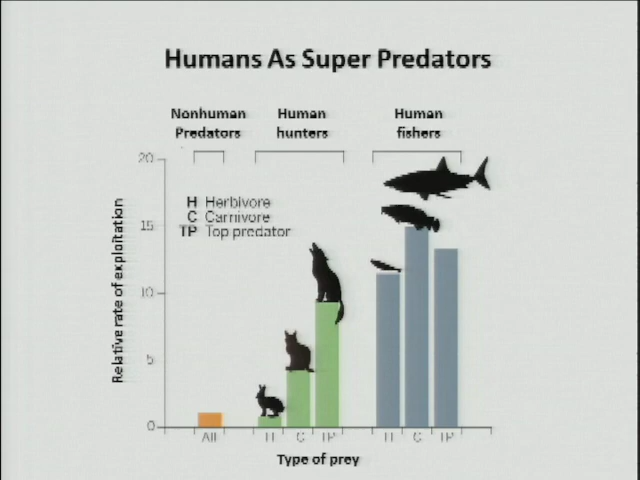 Humans As Super Predators
Nonhuman Predators
Human hunters
Human fishers
20
15
10
5
0
Relative rate of exploitation
H Herbivore
C Carnivore
TP Top predator
All
H
C
TP
H
C
TP
Type of prey